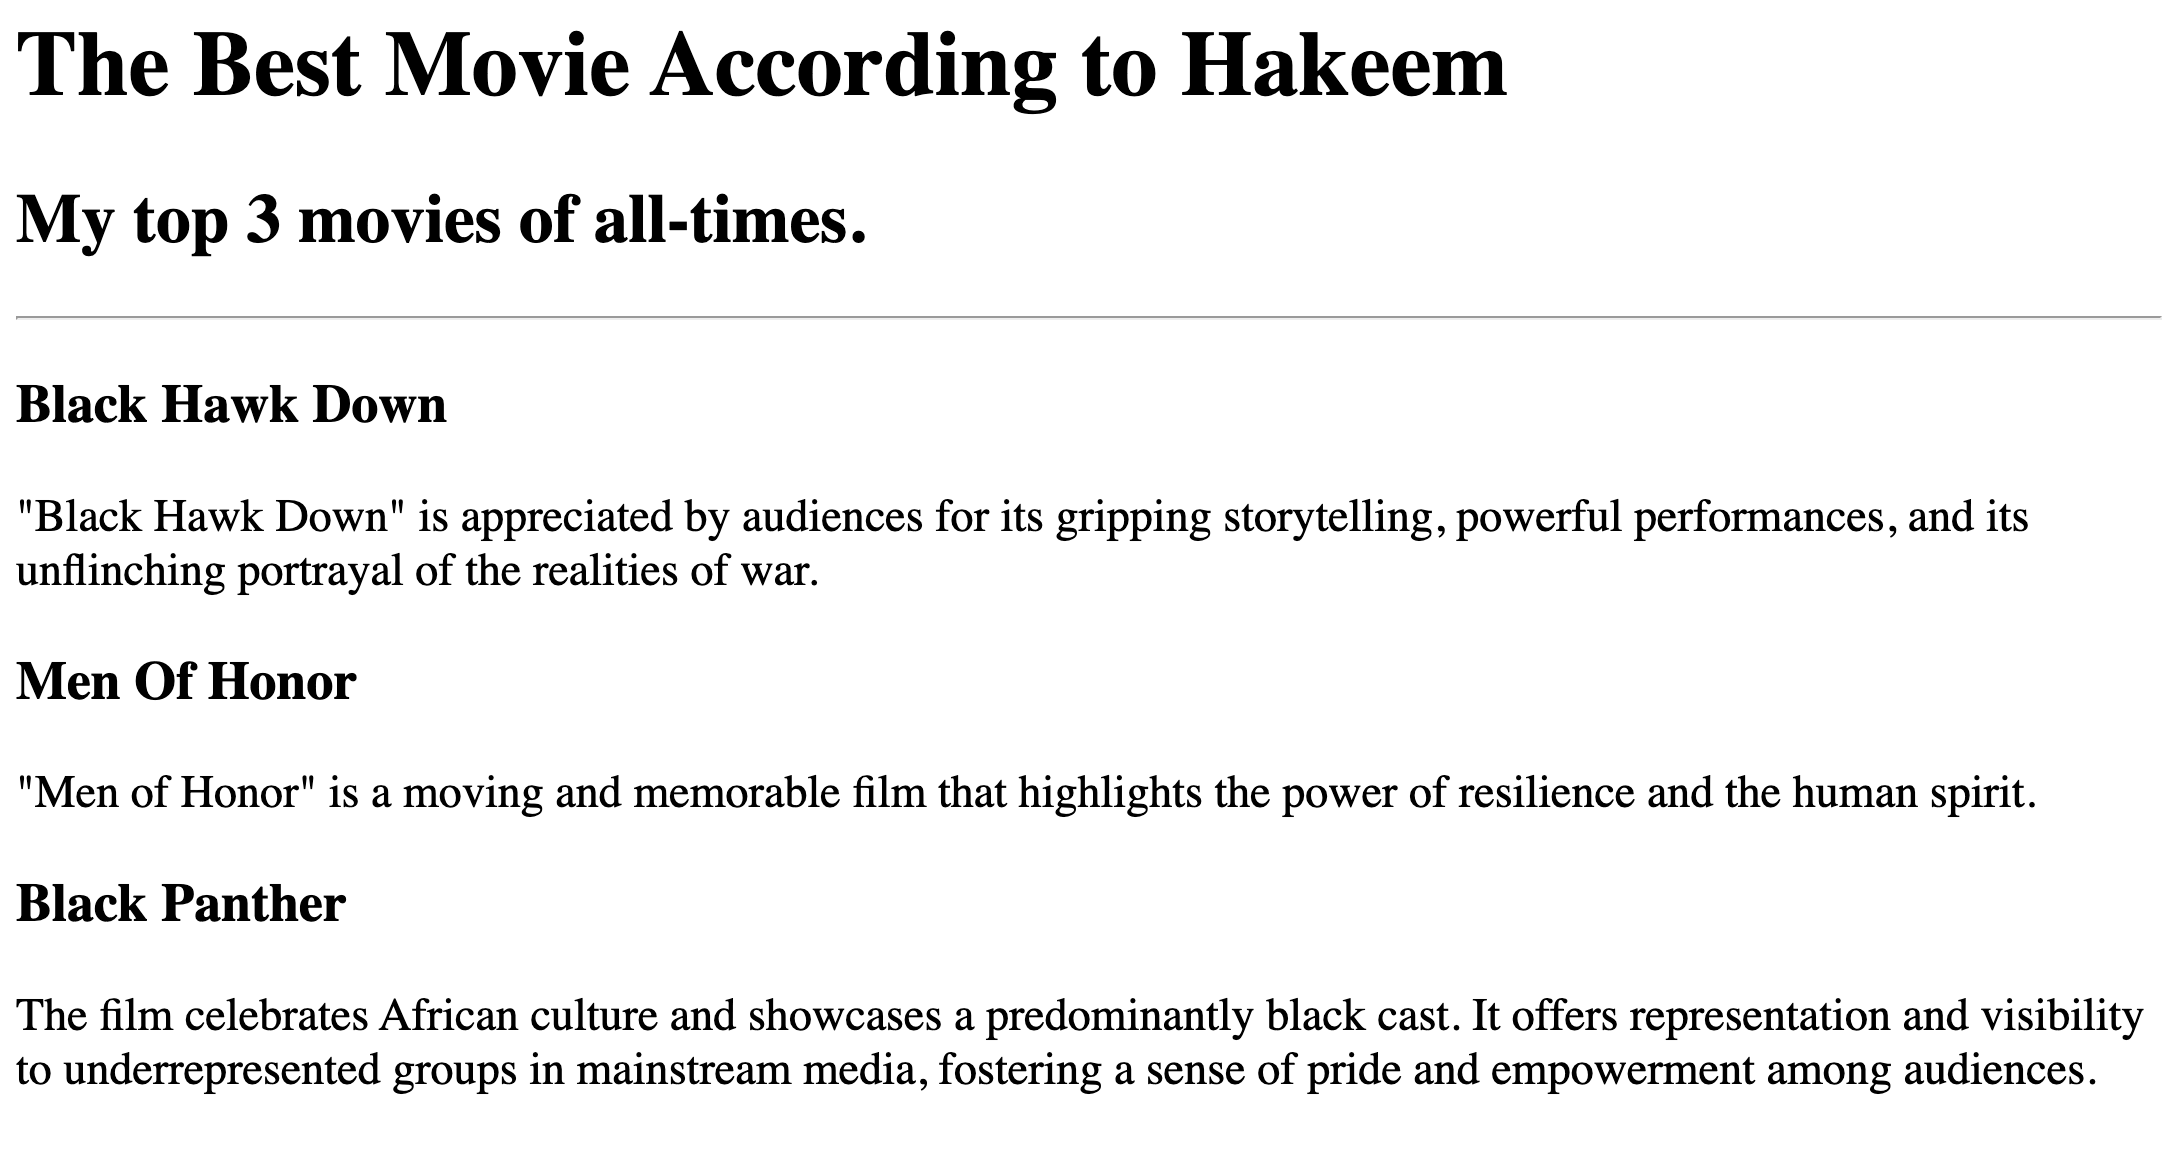 The Best Movie According to Hakeem
My top 3 movies of all-times.
Black Hawk Down
"Black Hawk Down" is appreciated by audiences for its gripping storytelling, powerful performances, and its
unflinching portrayal of the realities of war.
Men Of Honor
"Men of Honor" is a moving and memorable film that highlights the power of resilience and the human spirit.
Black Panther
The film celebrates African culture and showcases a predominantly black cast. It offers representation and visibility
to underrepresented groups in mainstream media, fostering a sense of pride and empowerment among audiences.